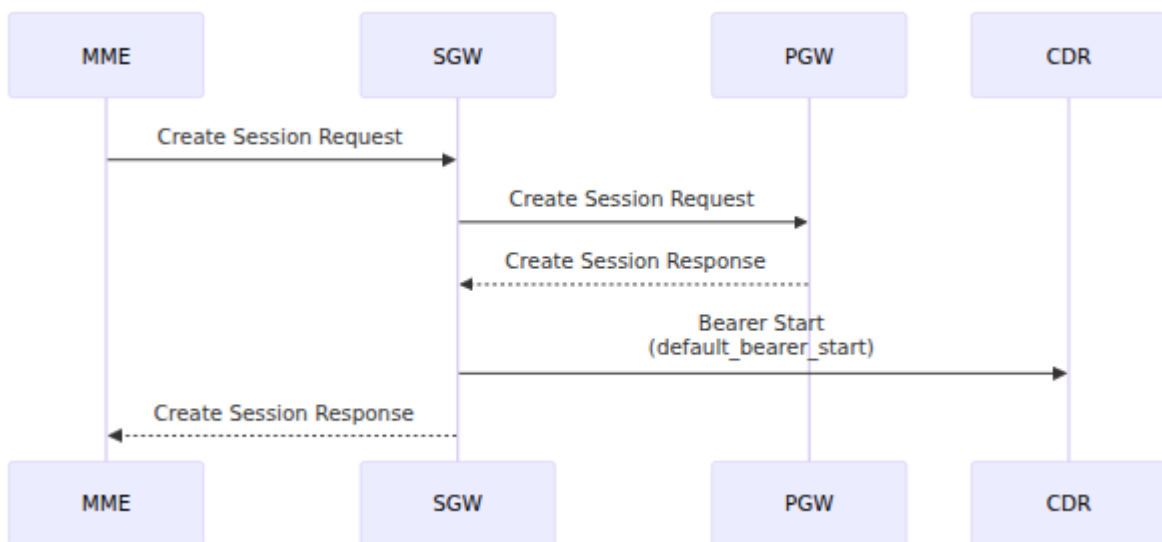 MME
SGW
PGW
CDR
Create Session Request
Create Session Request
Create Session Response
Bearer Start
(default_bearer_start)
Create Session Response
MME
SGW
PGW
CDR